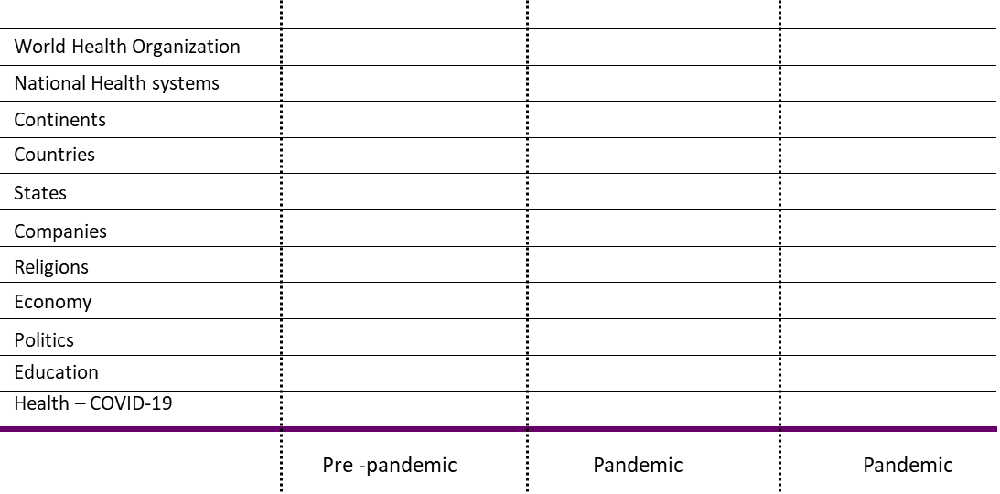 World Health Organization
National Health systems
Continents
Countries
States
Companies
Religions
Economy
Politics
Education
Health – COVID-19
Pre -pandemic
Pandemic
Pandemic